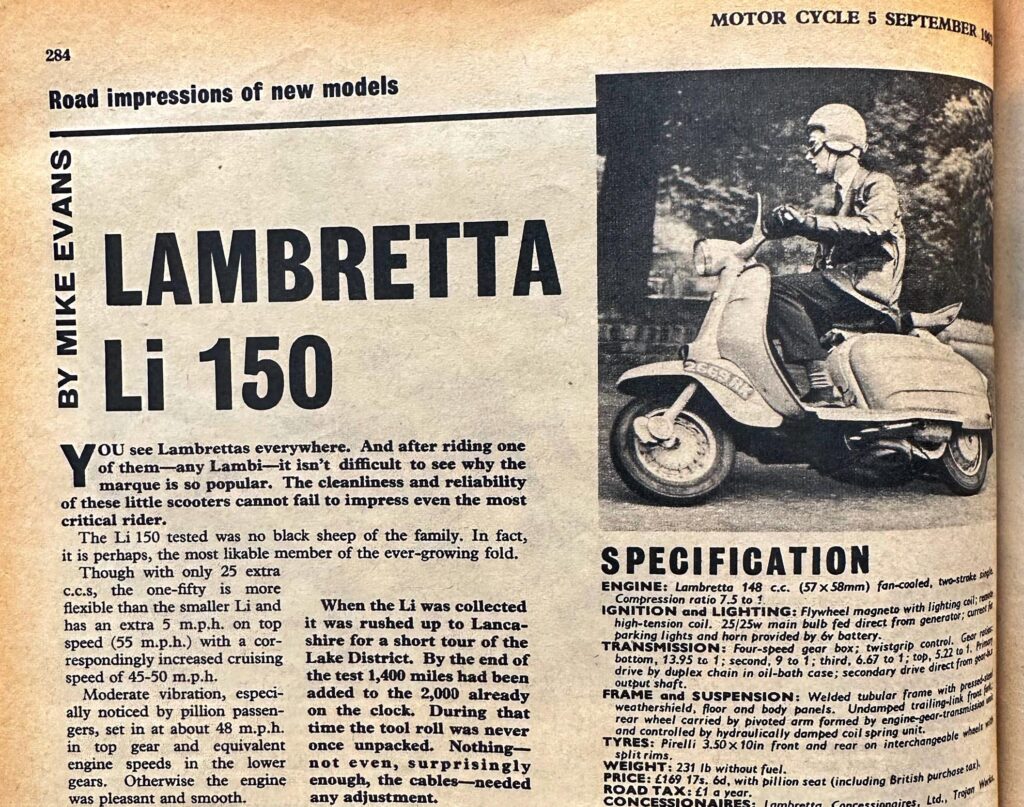 284
MOTOR CYCLE 5 SEPTEMBER
Road impressions of new models
BY MIKE EVANS
LAMBRETTA
Li 150
YOU see Lambrettas everywhere. And after riding one
of them—any Lambi—it isn't difficult to see why the
marque is so popular. The cleanliness and reliability
of these little scooters cannot fail to impress even the most
critical rider.
The Li 150 tested was no black sheep of the family. In fact,
it is perhaps, the most likable member of the ever-growing fold.
Though with only 25 extra
c.c.s, the one-fifty is more
flexible than the smaller Li and
has an extra 5 m.p.h. on top
speed (55 m.p.h.) with a cor-
respondingly increased cruising
speed of 45-50 m.p.h.
Moderate vibration, especi-
ally noticed by pillion passen-
gers, set in at about 48 m.p.h.
in top gear and equivalent
engine speeds in the lower
gears. Otherwise the engine
was pleasant and smooth.
When the Li was collected
it was rushed up to Lanca-
shire for a short tour of the
Lake District. By the end of
the test 1,400 miles had been
added to the 2,000 already
on the clock. During that
time the tool roll was never
once unpacked. Nothing—
not even, surprisingly
enough, the cables—needed
any adjustment.
SPECIFICATION
ENGINE: Lambretta 148 c.c. (57 × 58mm) fan-cooled, two-stroke single.
Compression ratio 7.5 to 1.
IGNITION and LIGHTING: Flywheel magneto with lighting coil; remote
high-tension coil. 25/25w main bulb fed direct from generator; current for
parking lights and horn provided by 6v battery.
TRANSMISSION: Four-speed gear box; twistgrip control. Gear ratios:
bottom, 13.95 to 1; second, 9 to 1; third, 6.67 to 1; top, 5.22 to 1. Primary
drive by duplex chain in oil-bath case; secondary drive direct from gear-box
output shaft.
FRAME and SUSPENSION: Welded tubular frame with pressed-steel
weathershield, floor and body panels. Undamped trailing-link front fork,
rear wheel carried by pivoted arm formed by engine-gear-transmission unit
and controlled by hydraulically damped coil spring unit.
TYRES: Pirelli 3.50 × 10in front and rear on interchangeable wheels with
split rims.
WEIGHT: 231 lb without fuel.
PRICE: £169 17s. 6d, with pillion seat (including British purchase tax).
ROAD TAX: £1 a year.
CONCESSIONAIRES: Lambretta Concessionaires, Ltd., Trojan Works,